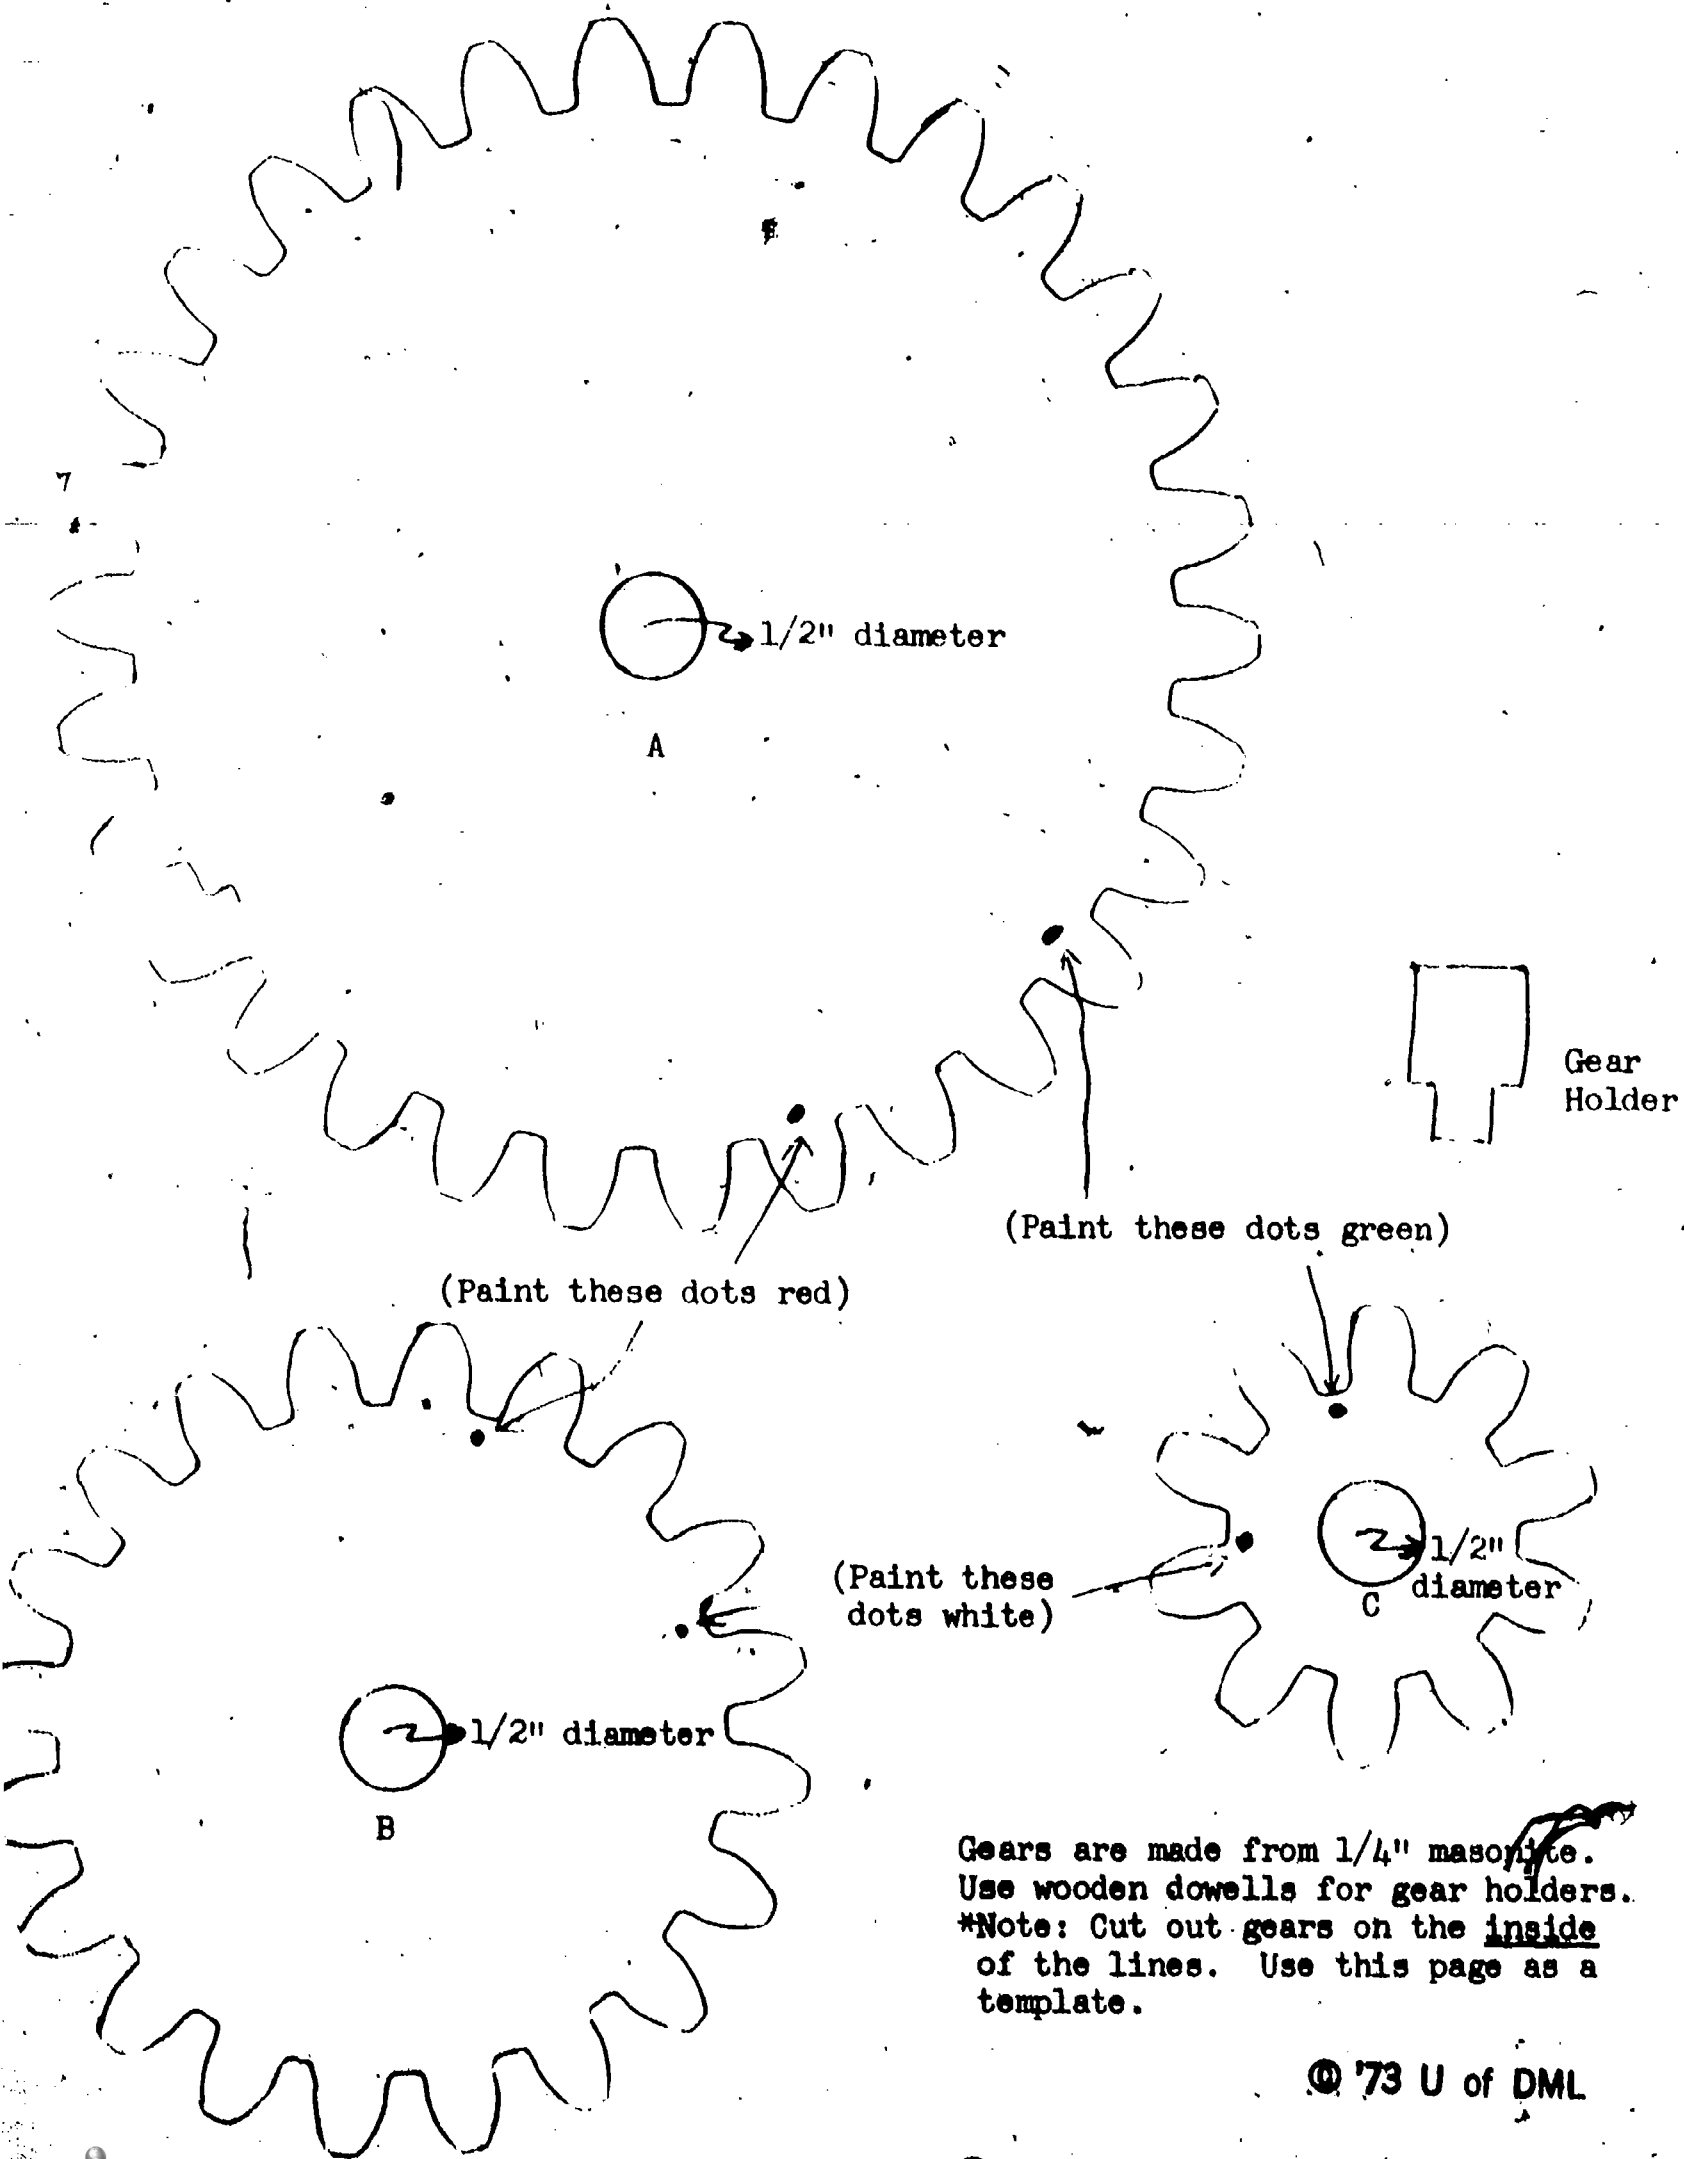 1/2" diameter
A
Gear
Holder
(Paint these dots green)
(Paint these dots red)
(Paint these
dots white)
1/2"
diameter
C
1/2" diameter
B
Gears are made from 1/4" masonite.
Use wooden dowells for gear holders.
*Note: Cut out gears on the inside
of the lines. Use this page as a
template.
© '73 U of DML